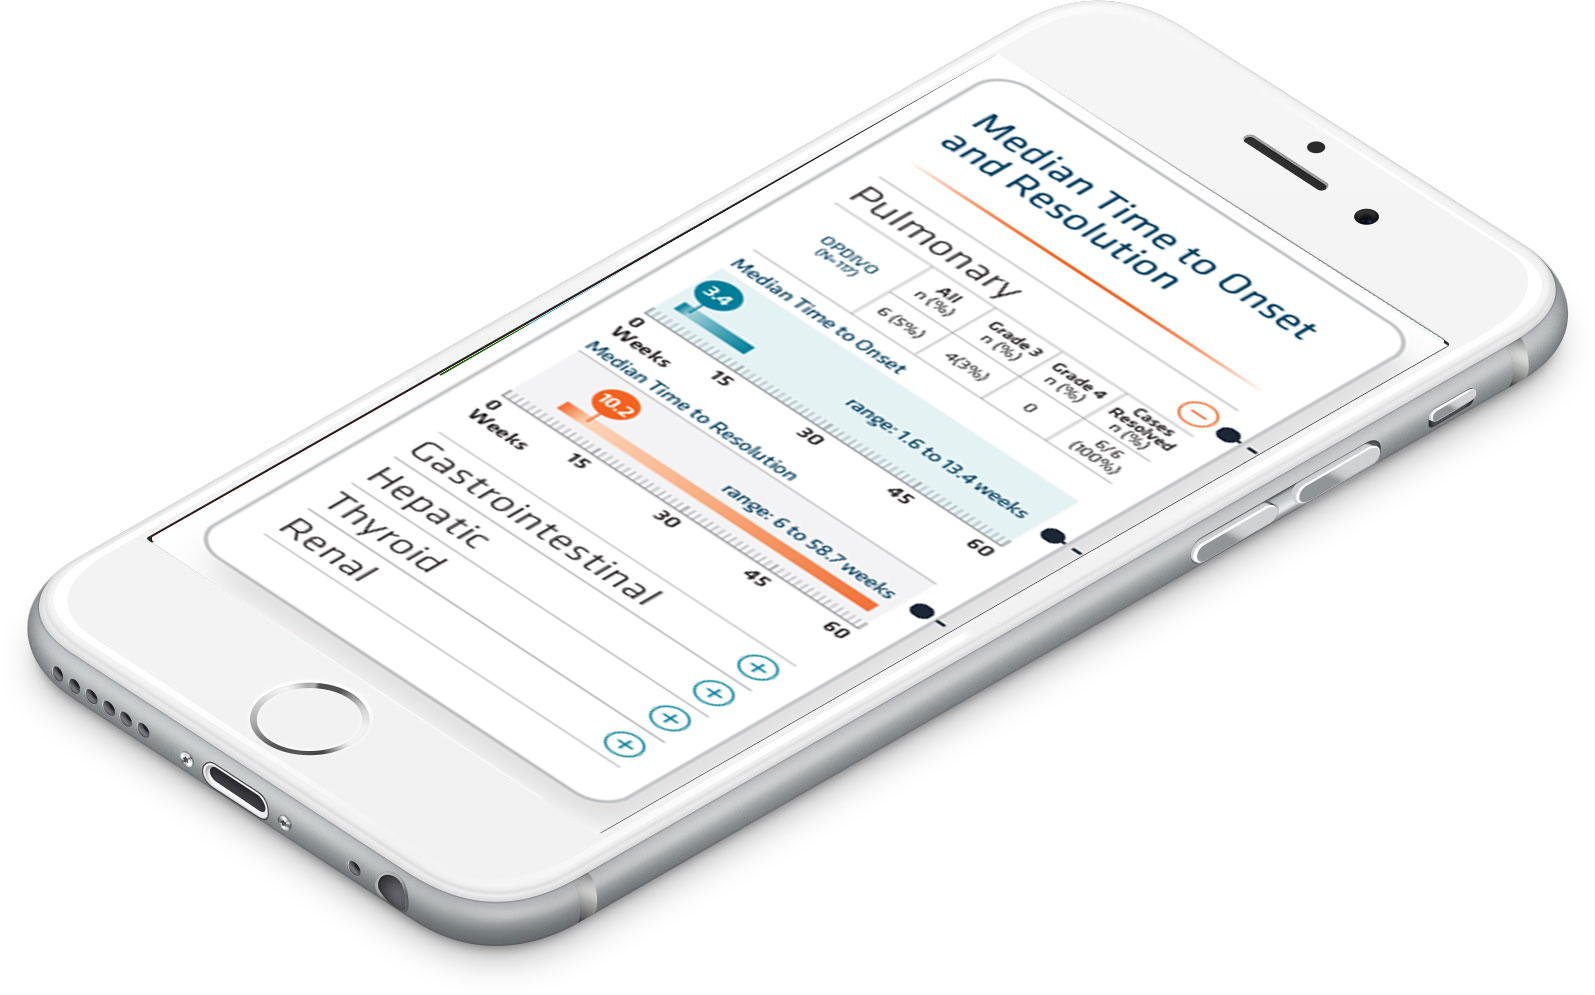 Median Time to Onset
and Resolution
Pulmonary
OPDIVO
(N=117)
All
n (%)
Grade 3
n (%)
Grade 4
n (%)
Cases
Resolved
n (%)
6 (5%)
4(3%)
0
6/6
(100%)
Median Time to Onset
3.4
range: 1.6 to 13.4 weeks
0
15
30
45
60
Weeks
Median Time to Resolution
10.2
range: 6 to 58.7 weeks
0
15
30
45
60
Weeks
Gastrointestinal
Hepatic
Thyroid
Renal